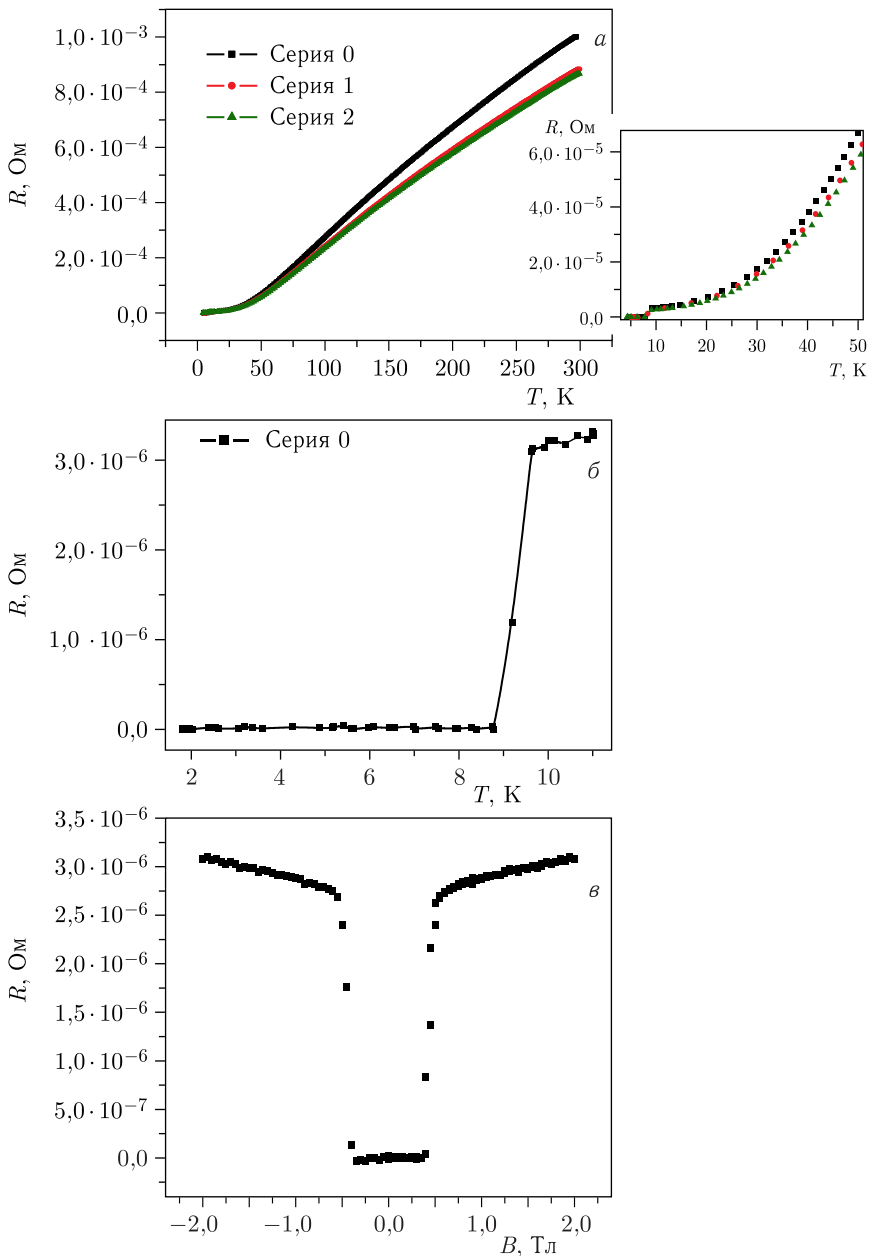 1,0 · 10⁻³
8,0 · 10⁻⁴
6,0 · 10⁻⁴
4,0 · 10⁻⁴
2,0 · 10⁻⁴
0,0
R, Ом
Серия 0
Серия 1
Серия 2
а
0 50 100 150 200 250 300
T, К
R, Ом
6,0 · 10⁻⁵
4,0 · 10⁻⁵
2,0 · 10⁻⁵
0,0
10 20 30 40 50
T, К
Серия 0
б
3,0 · 10⁻⁶
2,0 · 10⁻⁶
1,0 · 10⁻⁶
0,0
R, Ом
2 4 6 8 10
T, К
3,5 · 10⁻⁶
3,0 · 10⁻⁶
2,5 · 10⁻⁶
2,0 · 10⁻⁶
1,5 · 10⁻⁶
1,0 · 10⁻⁶
5,0 · 10⁻⁷
0,0
R, Ом
в
−2,0 −1,0 0,0 1,0 2,0
B, Тл